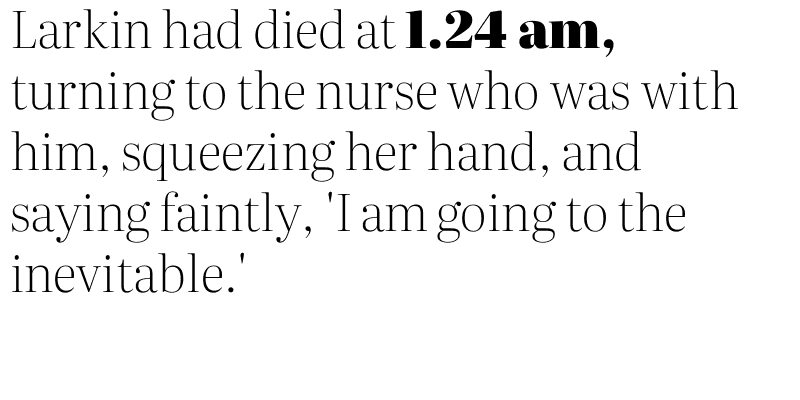 Larkin had died at 1.24 am,
turning to the nurse who was with
him, squeezing her hand, and
saying faintly, 'I am going to the
inevitable.'